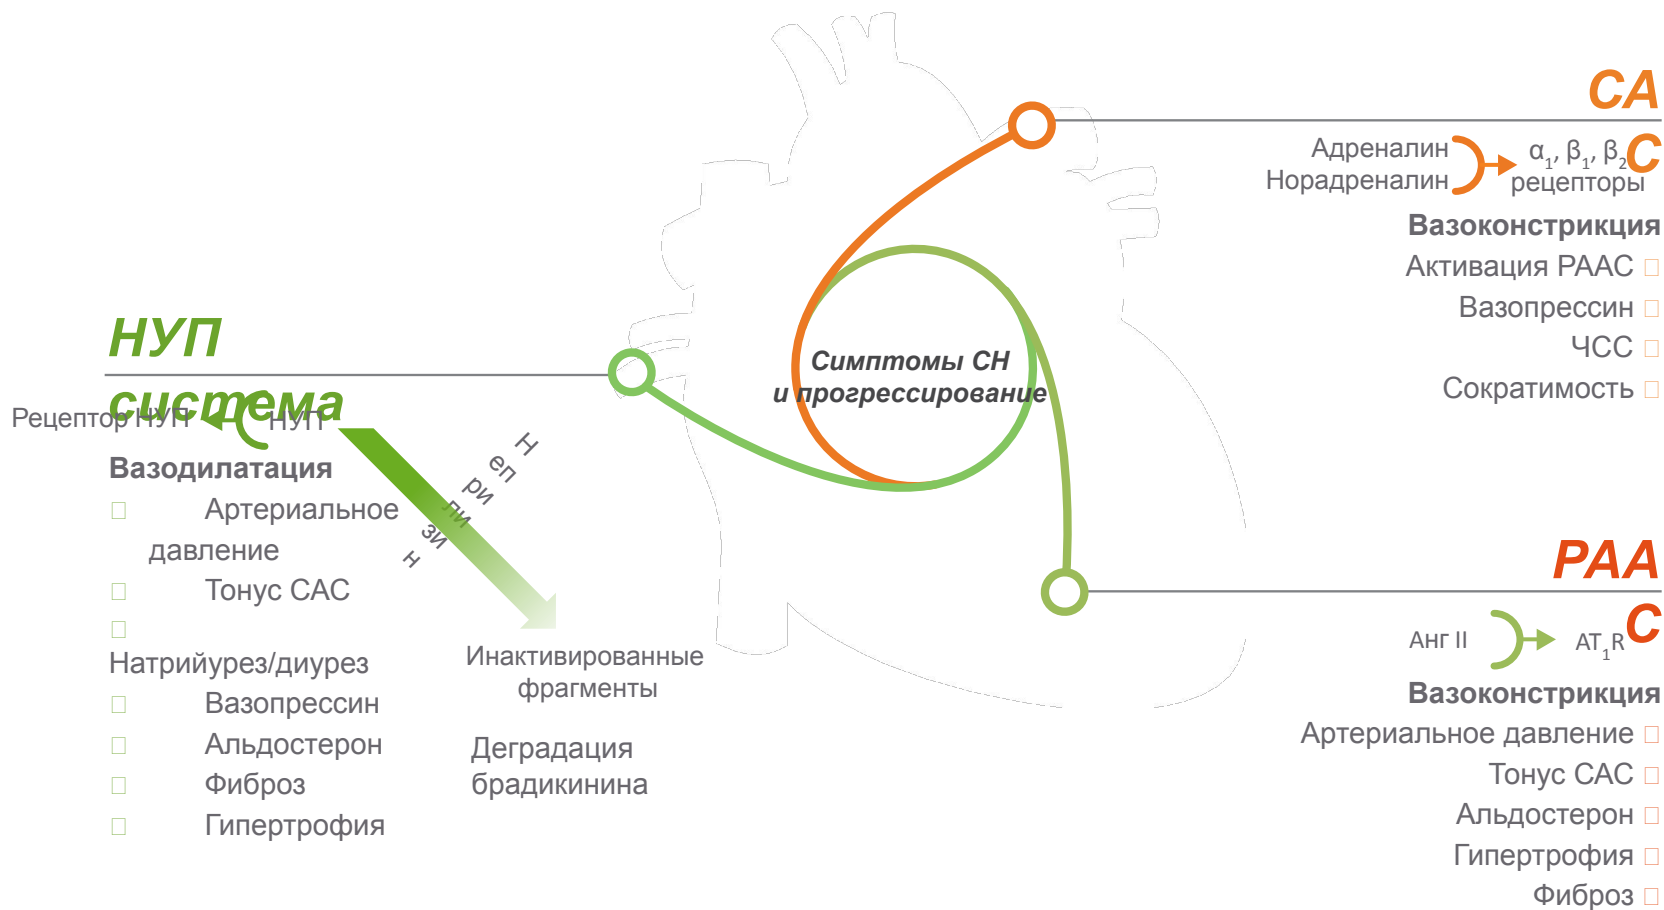 СА
С
Адреналин
Норадреналин
α1, β1, β2
рецепторы
Вазоконстрикция
Активация РААС
Вазопрессин
ЧСС
Сократимость
НУП
система
Рецептор НУП
НУП
Неприлизин
Вазодилатация
Артериальное
давление
Тонус САС
Натрийурез/диурез
Вазопрессин
Альдостерон
Фиброз
Гипертрофия
Инактивированные
фрагменты
Деградация
брадикинина
Симптомы СН
и прогрессирование
РАА
С
Анг II
AT1R
Вазоконстрикция
Артериальное давление
Тонус САС
Альдостерон
Гипертрофия
Фиброз